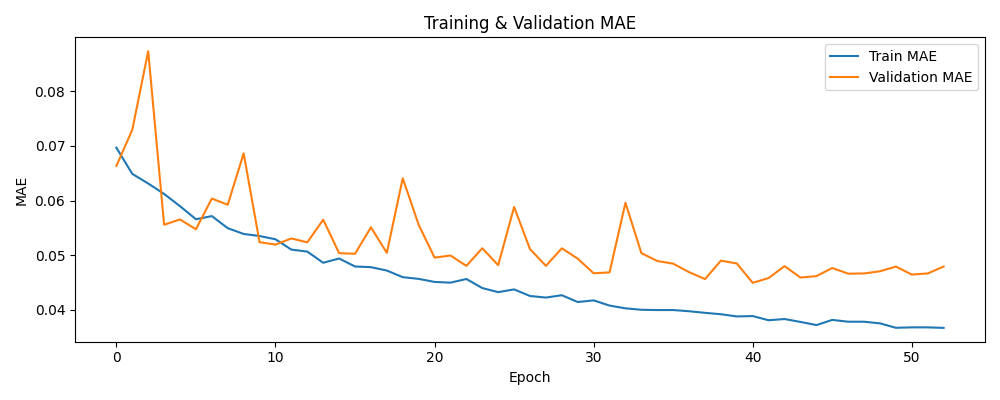 Training & Validation MAE
Train MAE
Validation MAE
MAE
0.08
0.07
0.06
0.05
0.04
0 10 20 30 40 50
Epoch